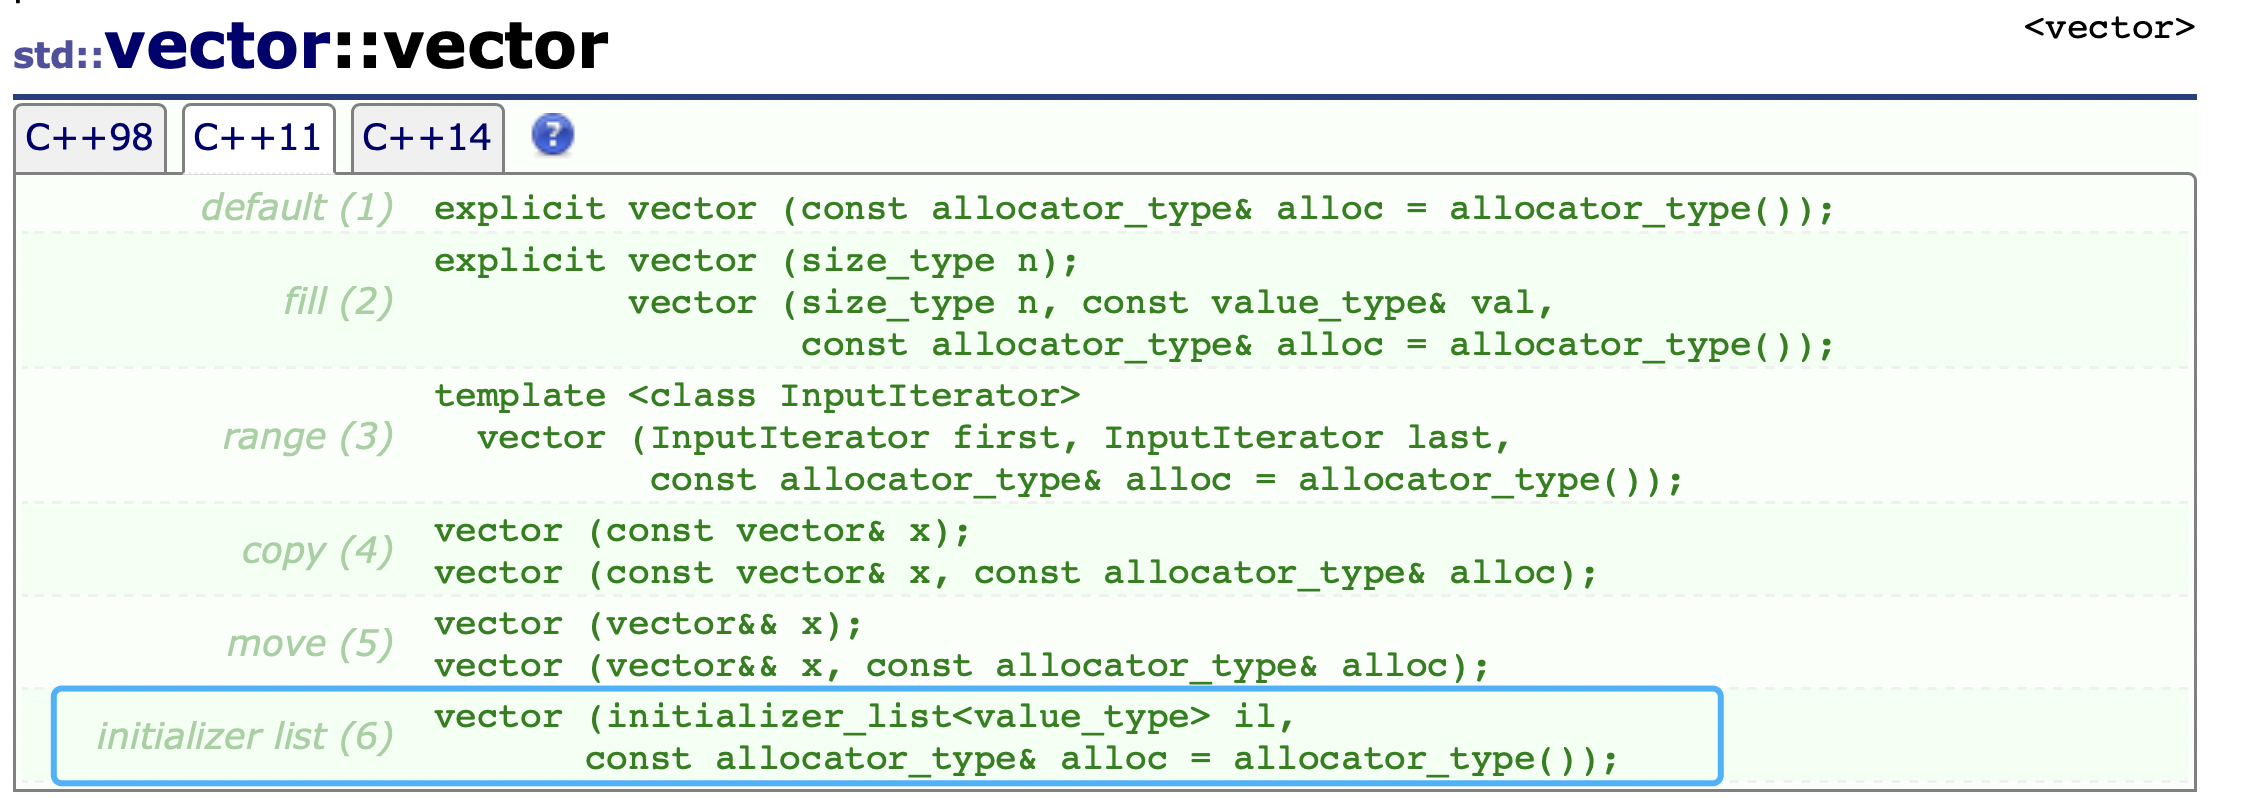 std::vector::vector
<vector>
C++98 C++11 C++14 ?
default (1) explicit vector (const allocator_type& alloc = allocator_type());
explicit vector (size_type n);
fill (2) vector (size_type n, const value_type& val,
const allocator_type& alloc = allocator_type());
template <class InputIterator>
range (3) vector (InputIterator first, InputIterator last,
const allocator_type& alloc = allocator_type());
copy (4) vector (const vector& x);
vector (const vector& x, const allocator_type& alloc);
move (5) vector (vector&& x);
vector (vector&& x, const allocator_type& alloc);
initializer list (6) vector (initializer_list<value_type> il,
const allocator_type& alloc = allocator_type());